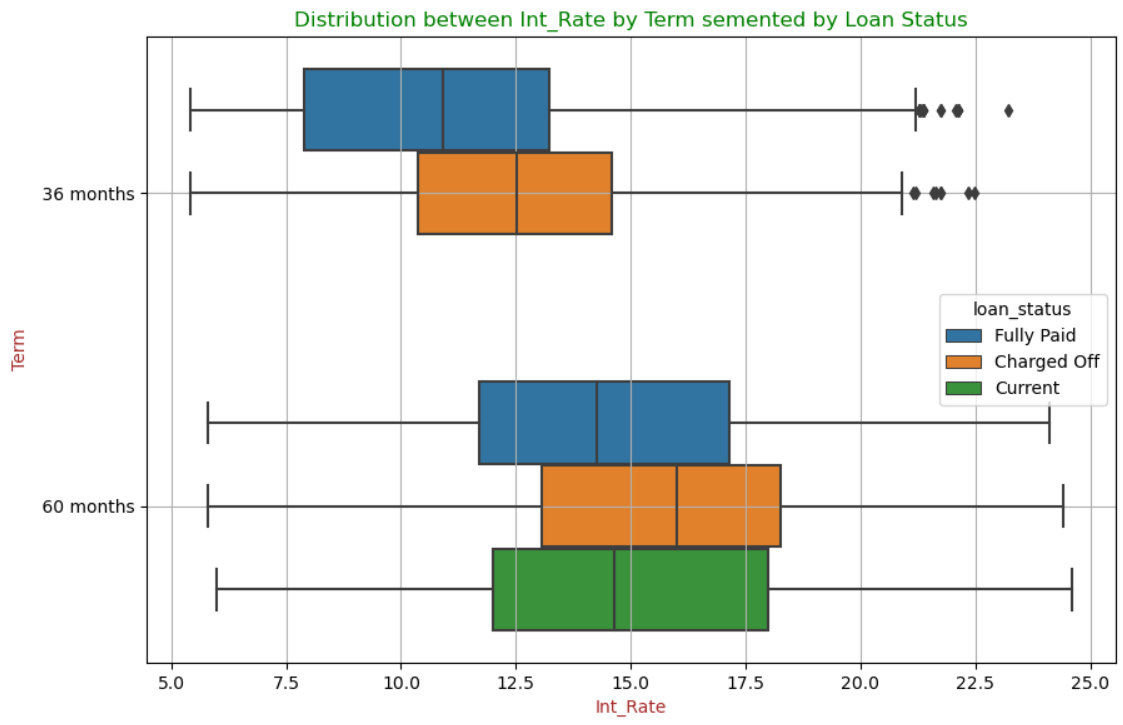 Distribution between Int_Rate by Term semented by Loan Status
36 months
Term
60 months
loan_status
Fully Paid
Charged Off
Current
5.0 7.5 10.0 12.5 15.0 17.5 20.0 22.5 25.0
Int_Rate